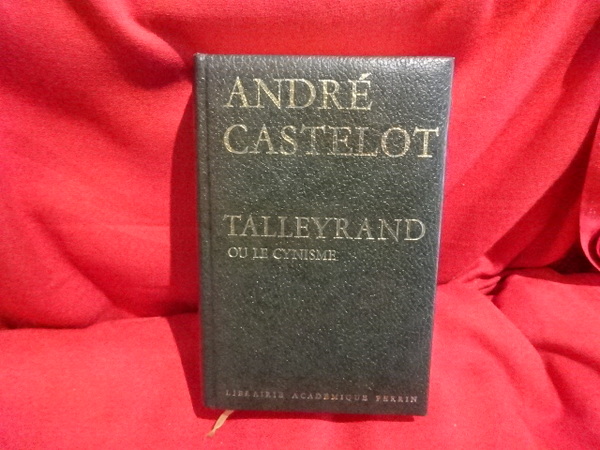 ANDRÉ
CASTELOT
TALLEYRAND
OU LE CYNISME
LIBRAIRIE ACADÉMIQUE PERRIN